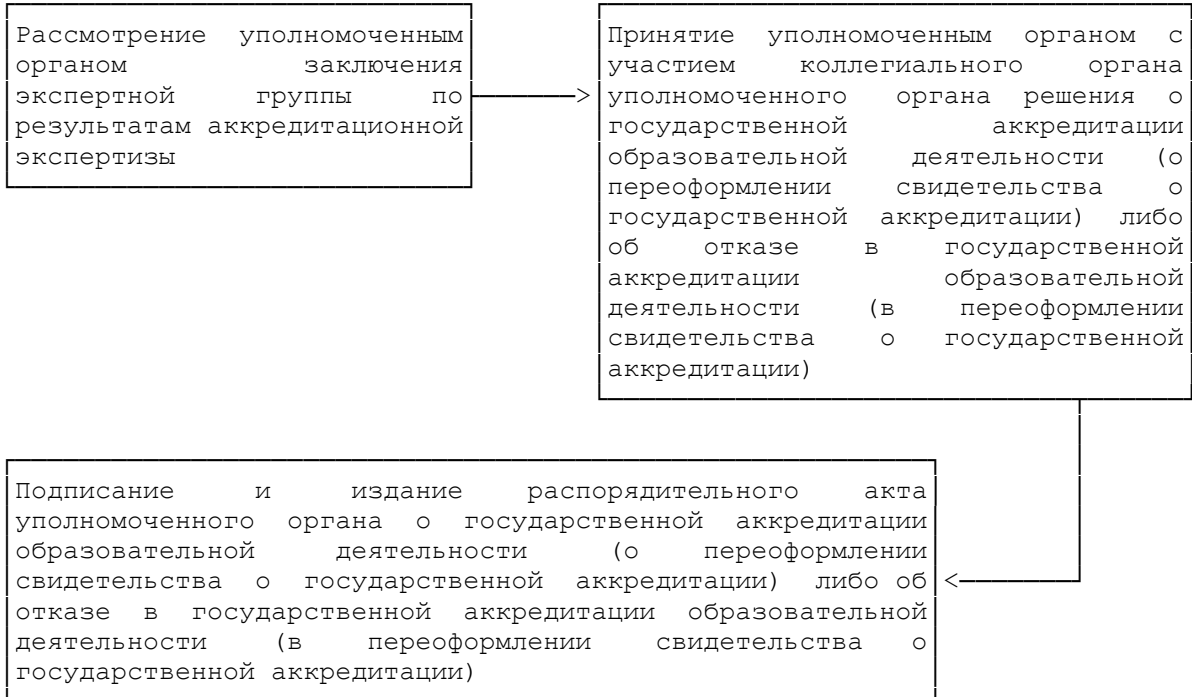 Рассмотрение уполномоченным
органом заключения
экспертной группы по
результатам аккредитационной
экспертизы
Принятие уполномоченным органом с
участием коллегиального органа
уполномоченного органа решения о
государственной аккредитации
образовательной деятельности (о
переоформлении свидетельства о
государственной аккредитации) либо
об отказе в государственной
аккредитации образовательной
деятельности (в переоформлении
свидетельства о государственной
аккредитации)
Подписание и издание распорядительного акта
уполномоченного органа о государственной аккредитации
образовательной деятельности (о переоформлении
свидетельства о государственной аккредитации) либо об
отказе в государственной аккредитации образовательной
деятельности (в переоформлении свидетельства о
государственной аккредитации)